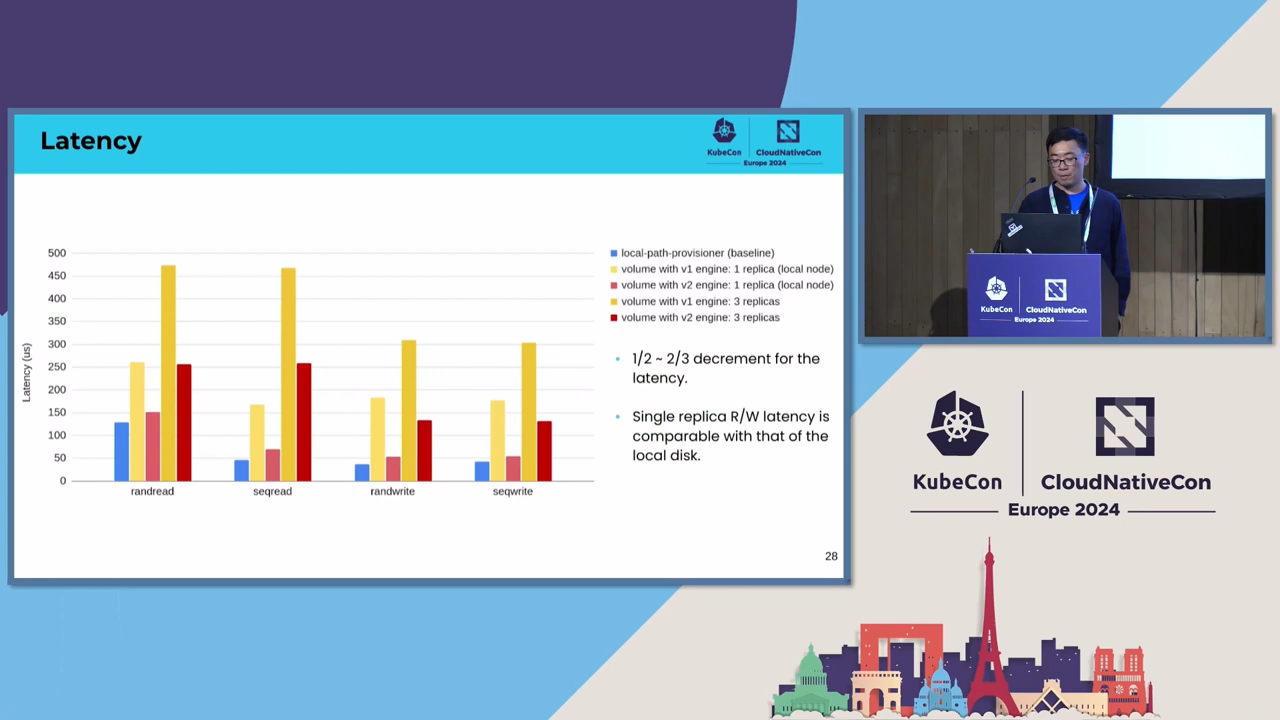 Latency
KubeCon
CloudNativeCon
Europe 2024
500
450
400
350
300
250
200
150
100
50
0
Latency (us)
randread
seqread
randwrite
seqwrite
local-path-provisioner (baseline)
volume with v1 engine: 1 replica (local node)
volume with v2 engine: 1 replica (local node)
volume with v1 engine: 3 replicas
volume with v2 engine: 3 replicas
• 1/2 ~ 2/3 decrement for the
latency.
• Single replica R/W latency is
comparable with that of the
local disk.
28
KubeCon
CloudNativeCon
Europe 2024
KubeCon
CloudNativeCon
Europe 2024